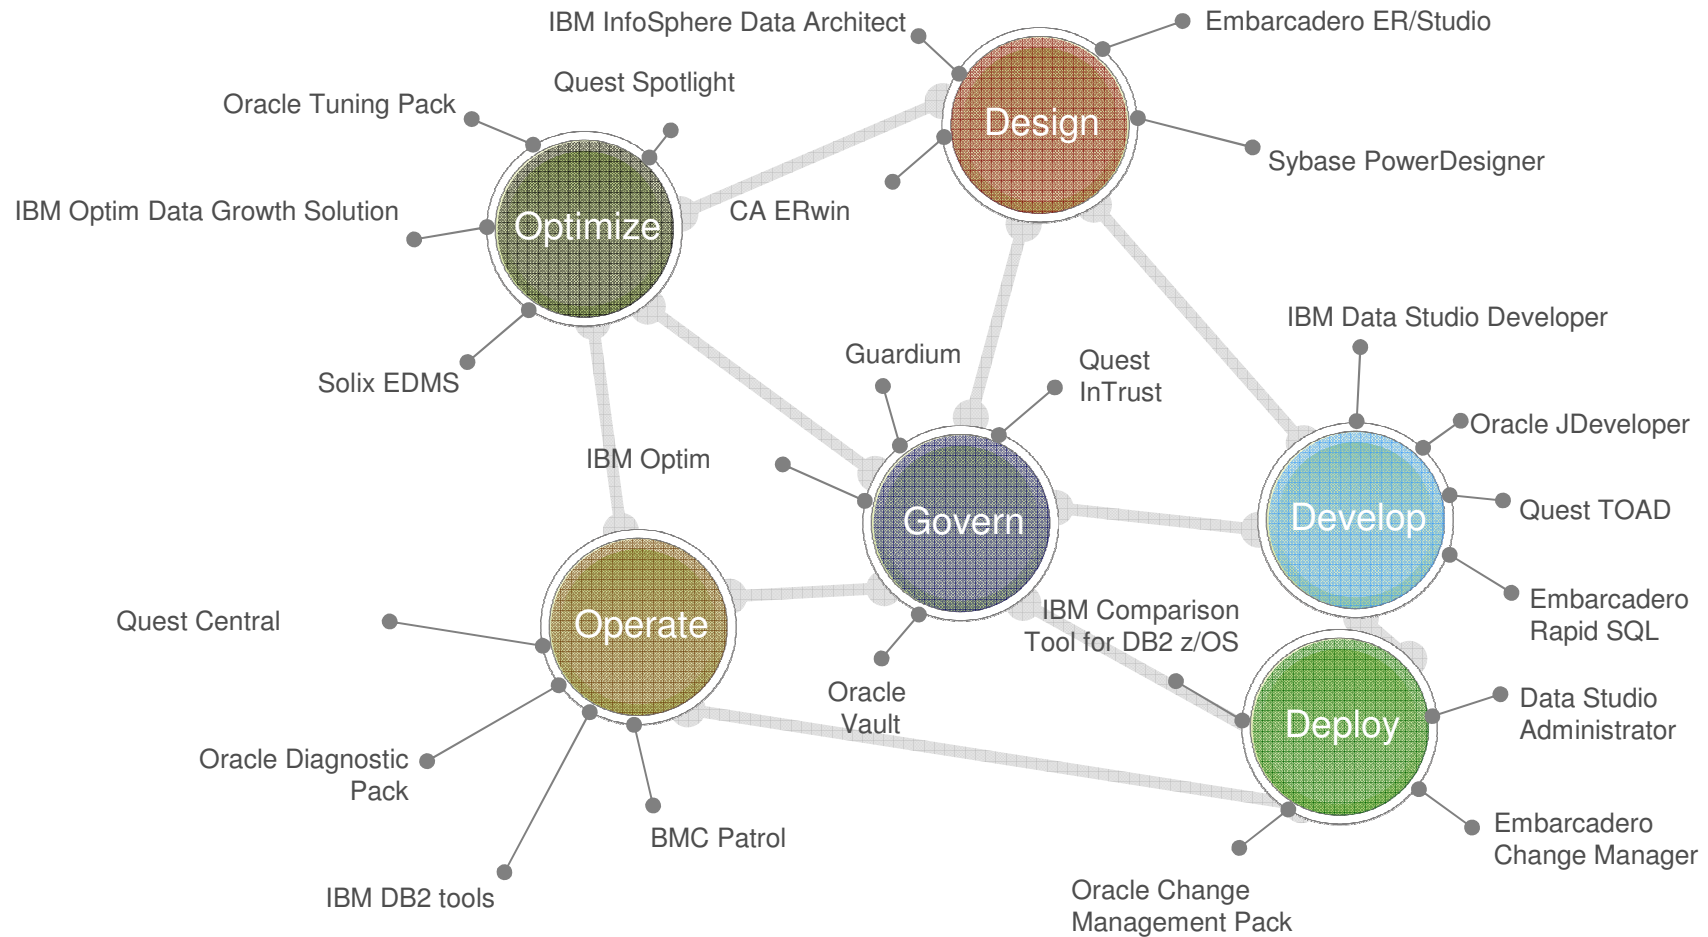 IBM InfoSphere Data Architect
Embarcadero ER/Studio
Quest Spotlight
Oracle Tuning Pack
Design
Sybase PowerDesigner
IBM Optim Data Growth Solution
CA ERwin
Optimize
IBM Data Studio Developer
Guardium
Quest
InTrust
Solix EDMS
Oracle JDeveloper
IBM Optim
Quest TOAD
Govern
Develop
Embarcadero
Rapid SQL
IBM Comparison
Tool for DB2 z/OS
Quest Central
Operate
Oracle
Vault
Data Studio
Administrator
Deploy
Oracle Diagnostic
Pack
BMC Patrol
Embarcadero
Change Manager
IBM DB2 tools
Oracle Change
Management Pack